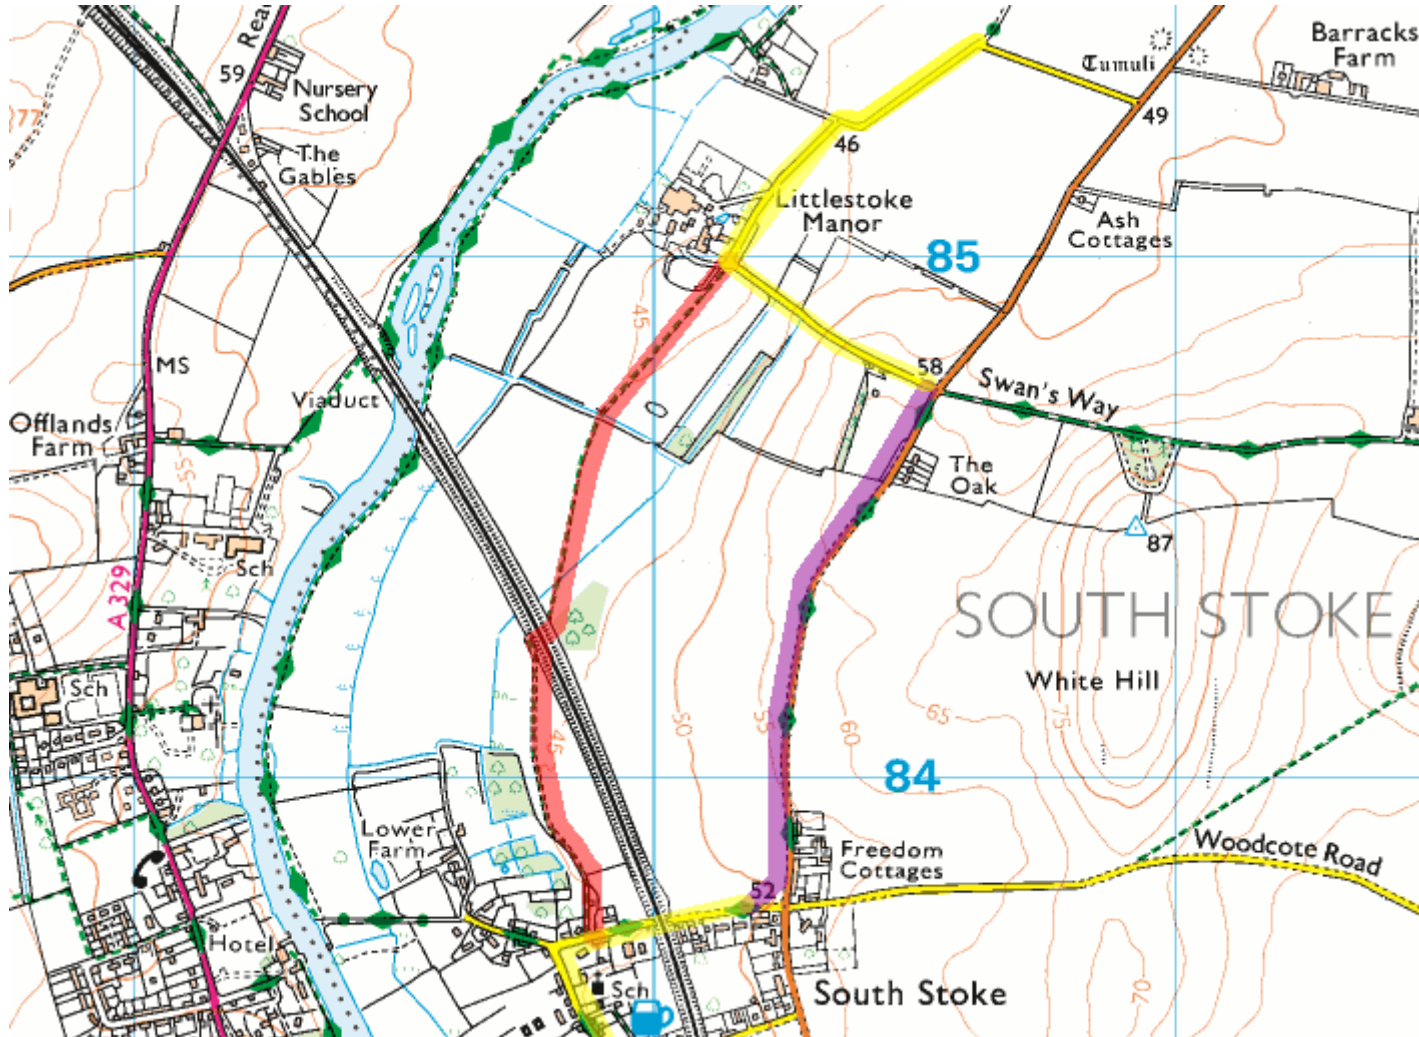 Rea
59
Nursery
School
The
Gables
077
Tumuli
Barracks
Farm
49
46
Littlestoke
Manor
Ash
Cottages
85
45
MS
Viaduct
Offlands
Farm
55
58
Swan's Way
The
Oak
87
Sch
A329
SOUTH STOKE
White Hill
Sch
50
55
60
65
75
45
84
Lower
Farm
Freedom
Cottages
Woodcote Road
52
Hotel
Sch
South Stoke
70